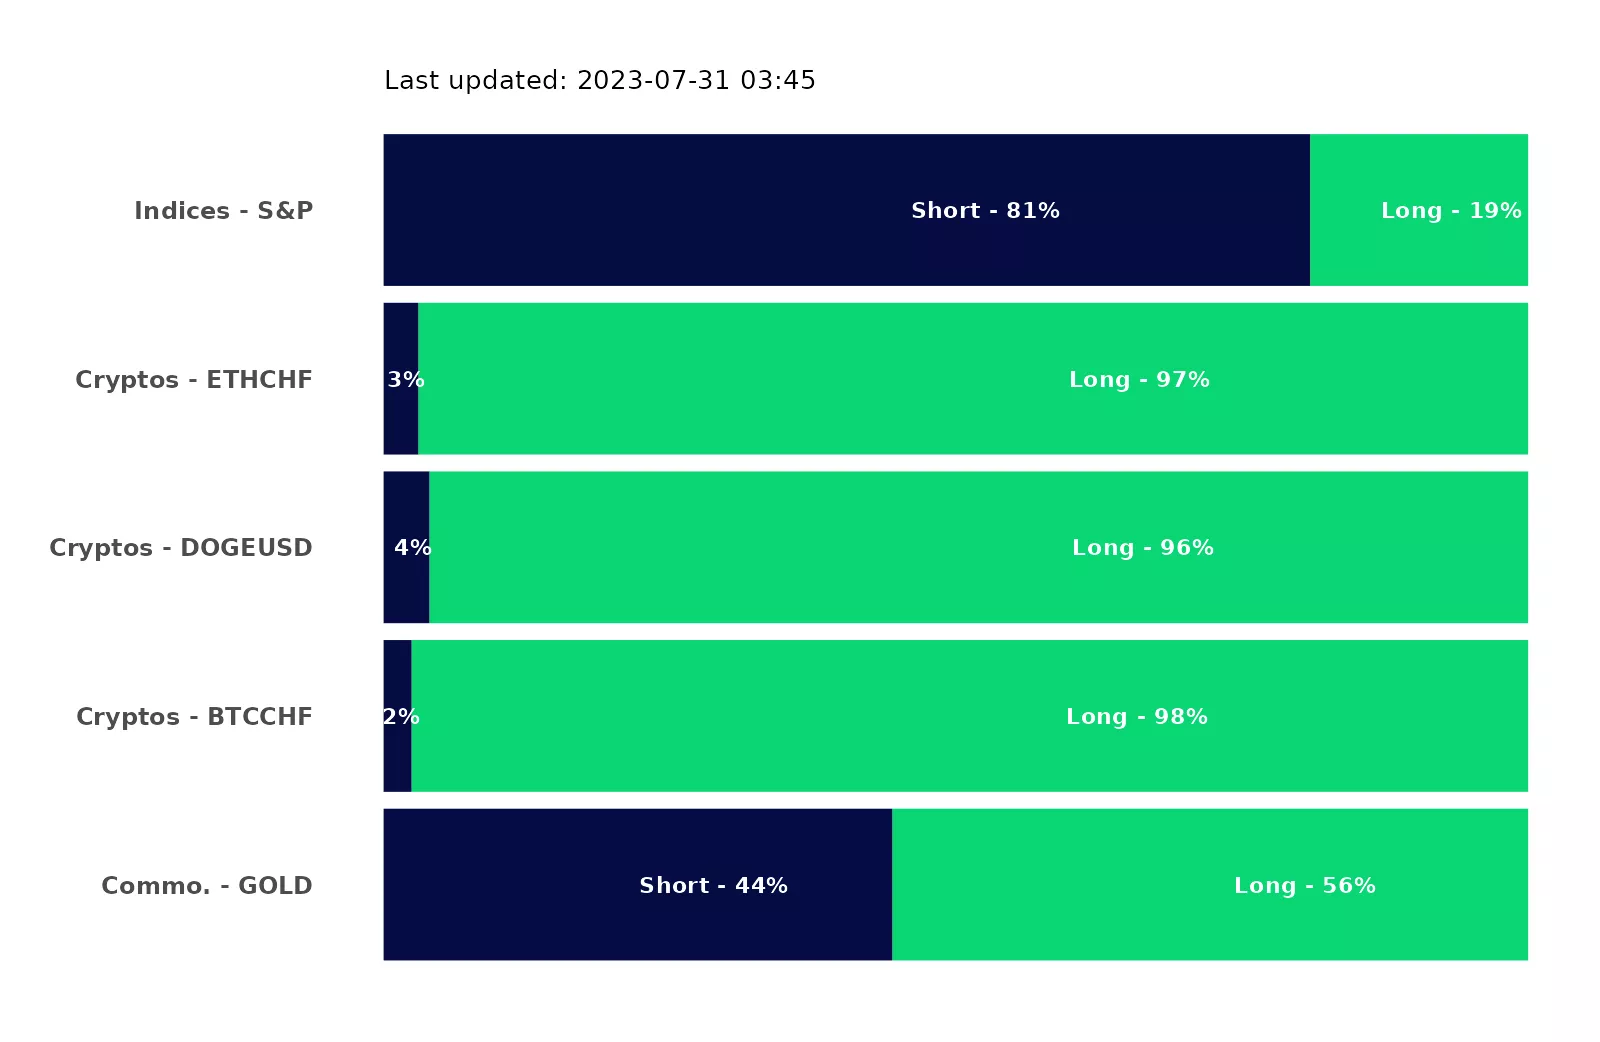 Last updated: 2023-07-31 03:45
Indices - S&P
Short - 81%
Long - 19%
Cryptos - ETHCHF
3%
Long - 97%
Cryptos - DOGEUSD
4%
Long - 96%
Cryptos - BTCCHF
2%
Long - 98%
Commo. - GOLD
Short - 44%
Long - 56%